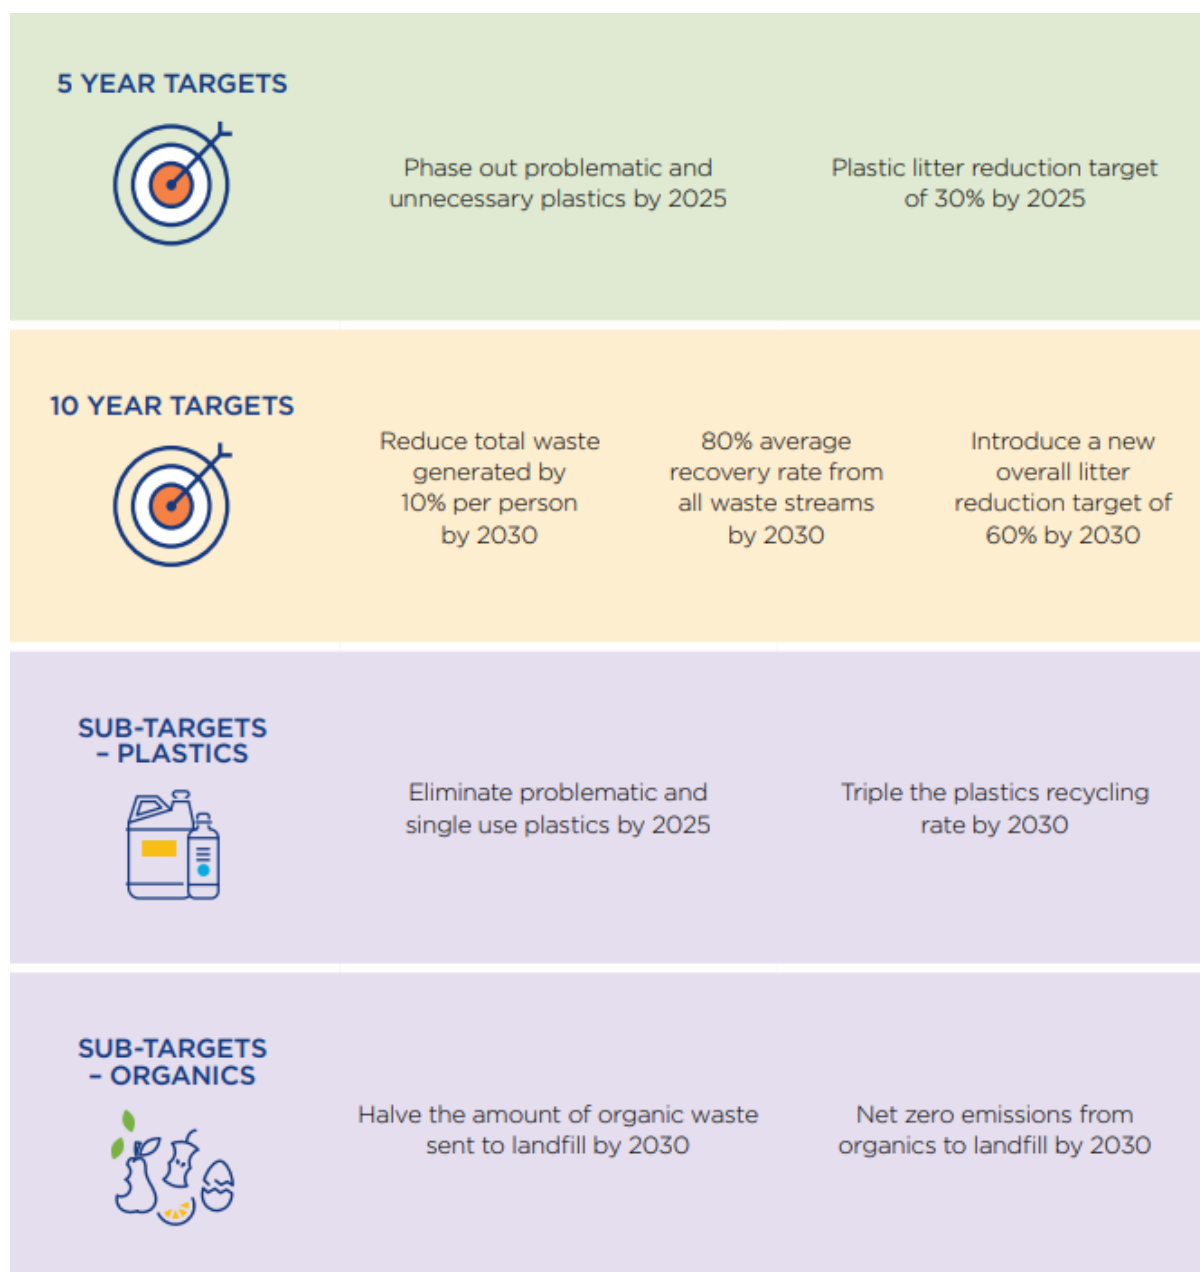 5 YEAR TARGETS
Phase out problematic and
unnecessary plastics by 2025
Plastic litter reduction target
of 30% by 2025
10 YEAR TARGETS
Reduce total waste
generated by
10% per person
by 2030
80% average
recovery rate from
all waste streams
by 2030
Introduce a new
overall litter
reduction target of
60% by 2030
SUB-TARGETS
– PLASTICS
Eliminate problematic and
single use plastics by 2025
Triple the plastics recycling
rate by 2030
SUB-TARGETS
– ORGANICS
Halve the amount of organic waste
sent to landfill by 2030
Net zero emissions from
organics to landfill by 2030